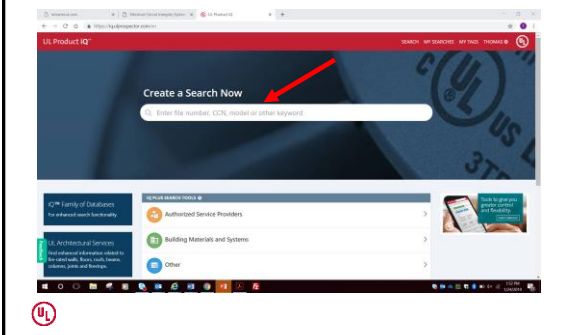 UL Product iQ™
SEARCH MY SEARCHES MY TAGS THOMAS
UL
Create a Search Now
Enter file number, CCN, model or other keyword
iQ™ Family of Databases
For enhanced search functionality.
UL Architectural Services
Find enhanced information related to
fire-rated walls, floors, roofs, beams,
columns, joints and firestops.
Feedback
IQ PLUS SEARCH TOOLS
Authorized Service Providers
Building Materials and Systems
Other
Tools to give you
greater control
and flexibility.
UL